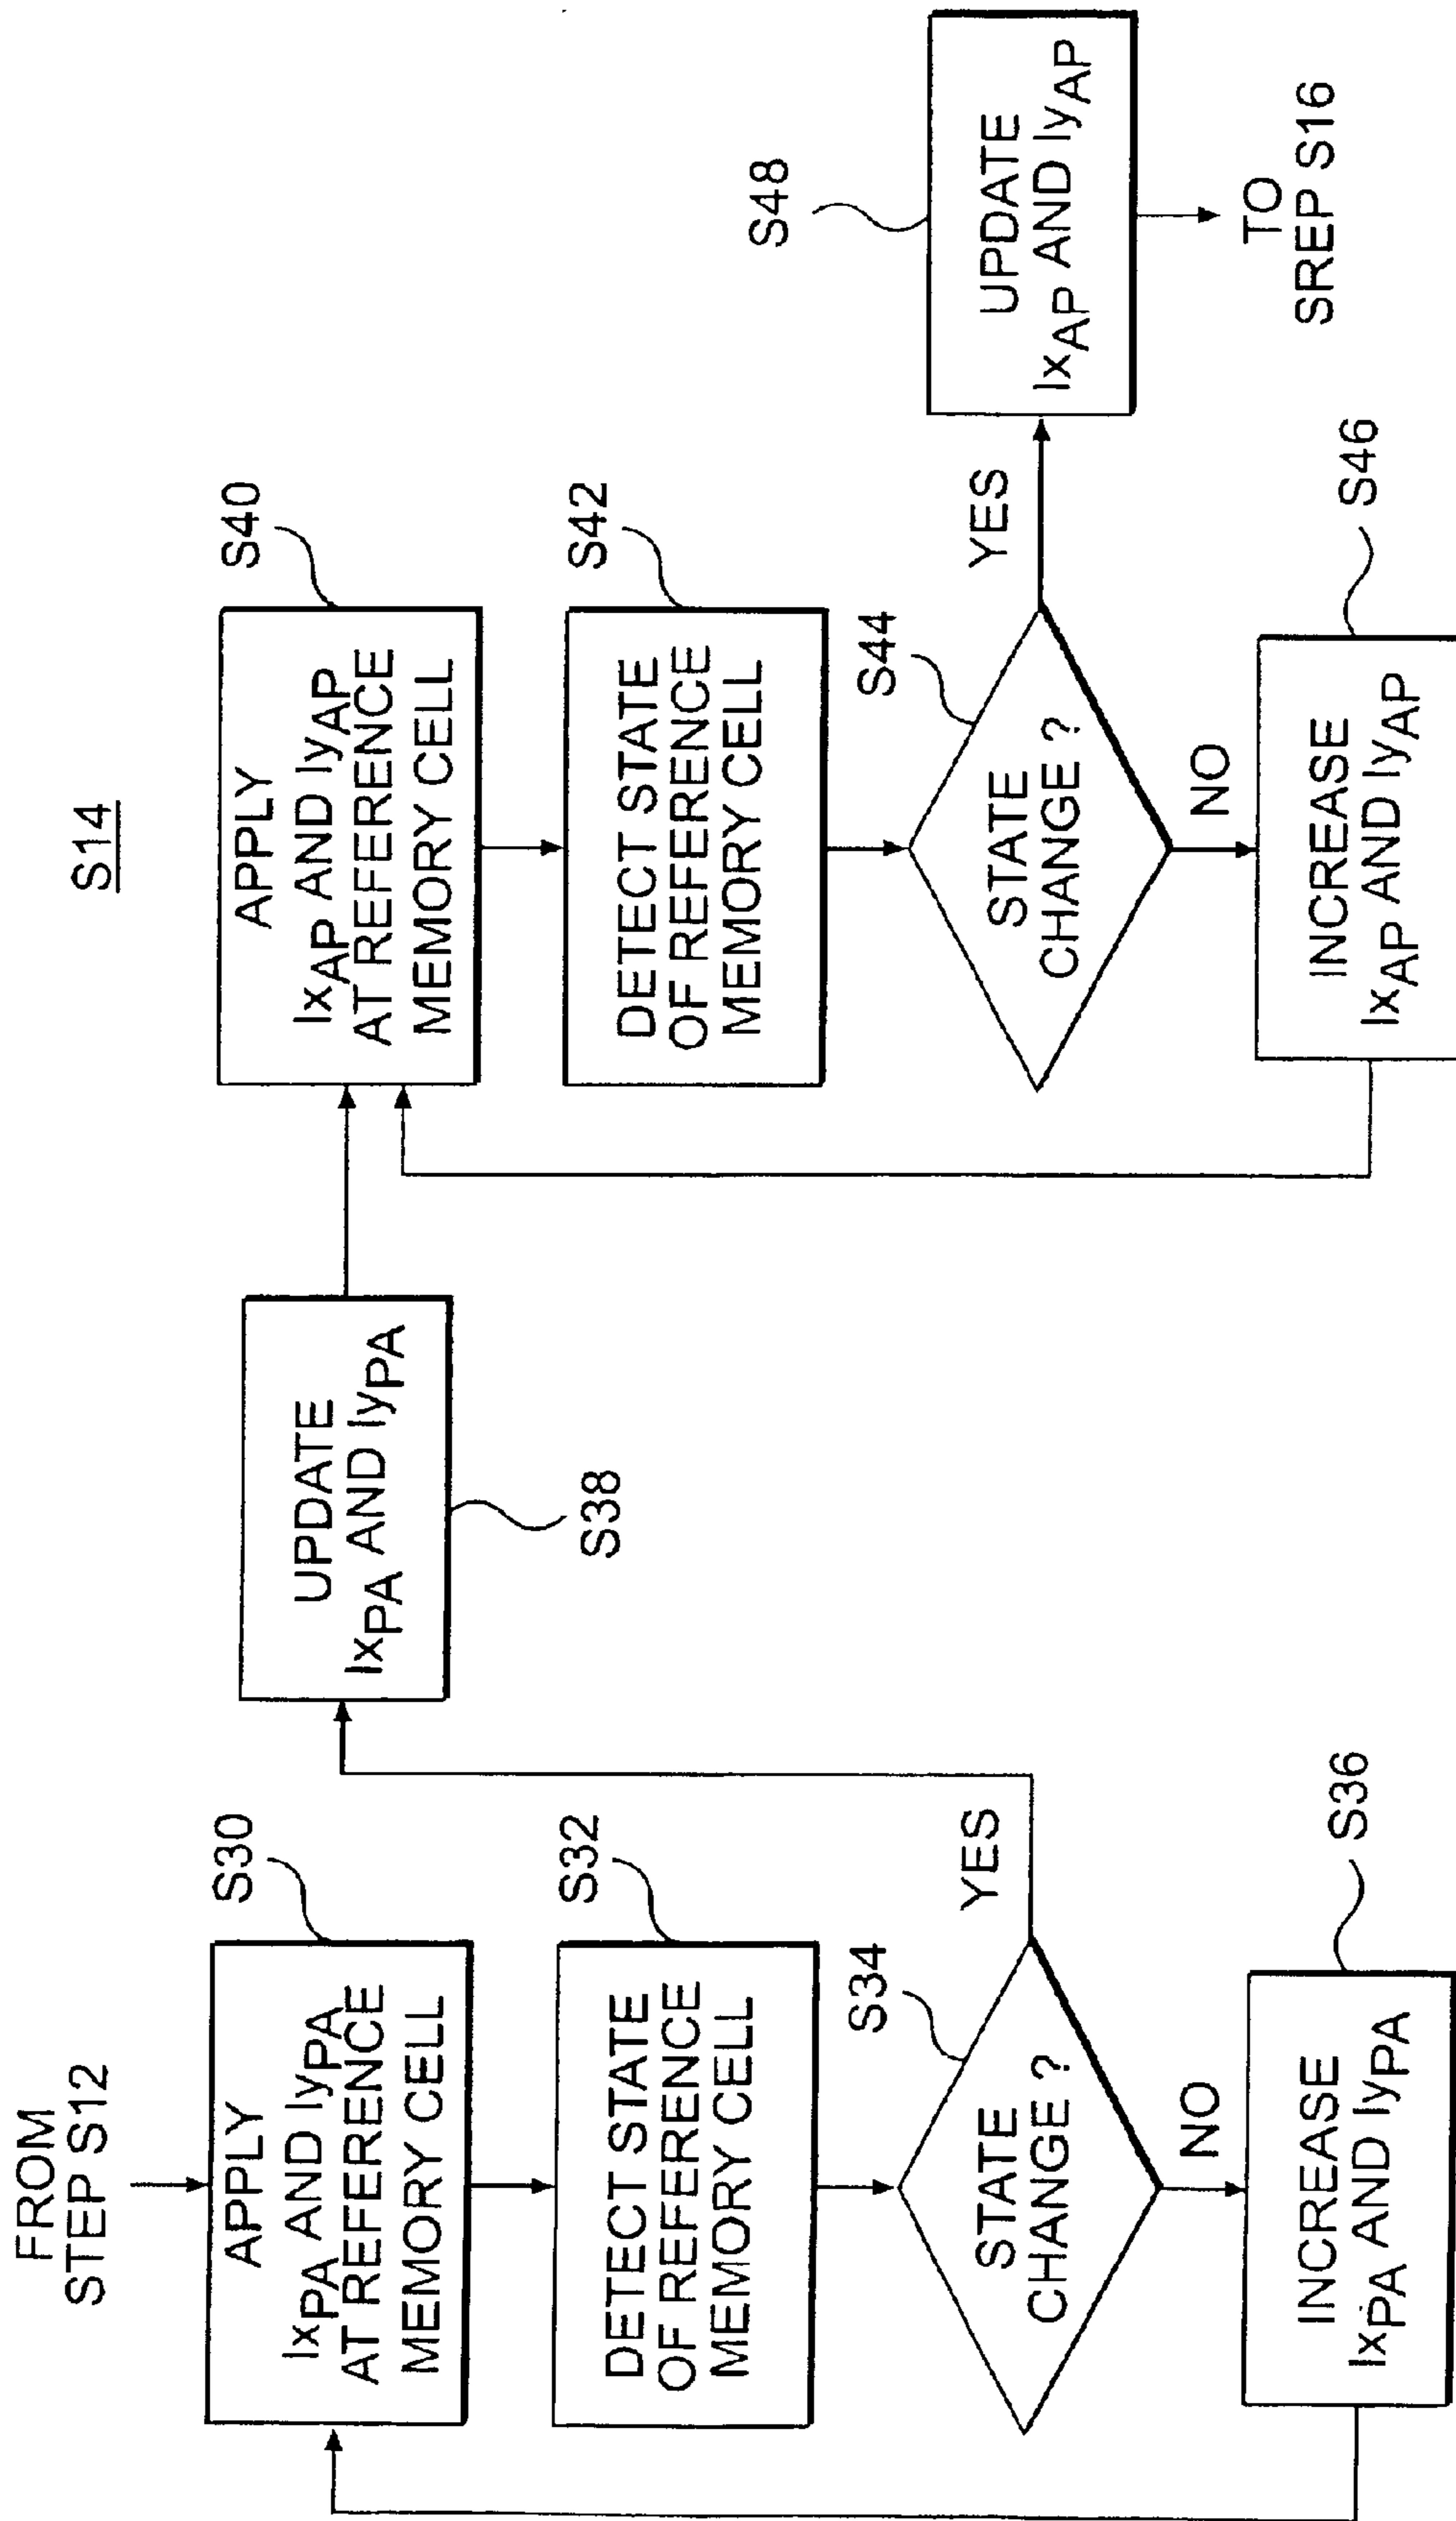 S14
FROM
STEP S12
APPLY
IxPA AND IyPA
AT REFERENCE
MEMORY CELL
S30
DETECT STATE
OF REFERENCE
MEMORY CELL
S32
STATE
CHANGE ?
S34
YES
NO
INCREASE
IxPA AND IyPA
S36
UPDATE
IxPA AND IyPA
S38
APPLY
IxAP AND IyAP
AT REFERENCE
MEMORY CELL
S40
DETECT STATE
OF REFERENCE
MEMORY CELL
S42
STATE
CHANGE ?
S44
YES
NO
INCREASE
IxAP AND IyAP
S46
UPDATE
IxAP AND IyAP
S48
TO
SREP S16